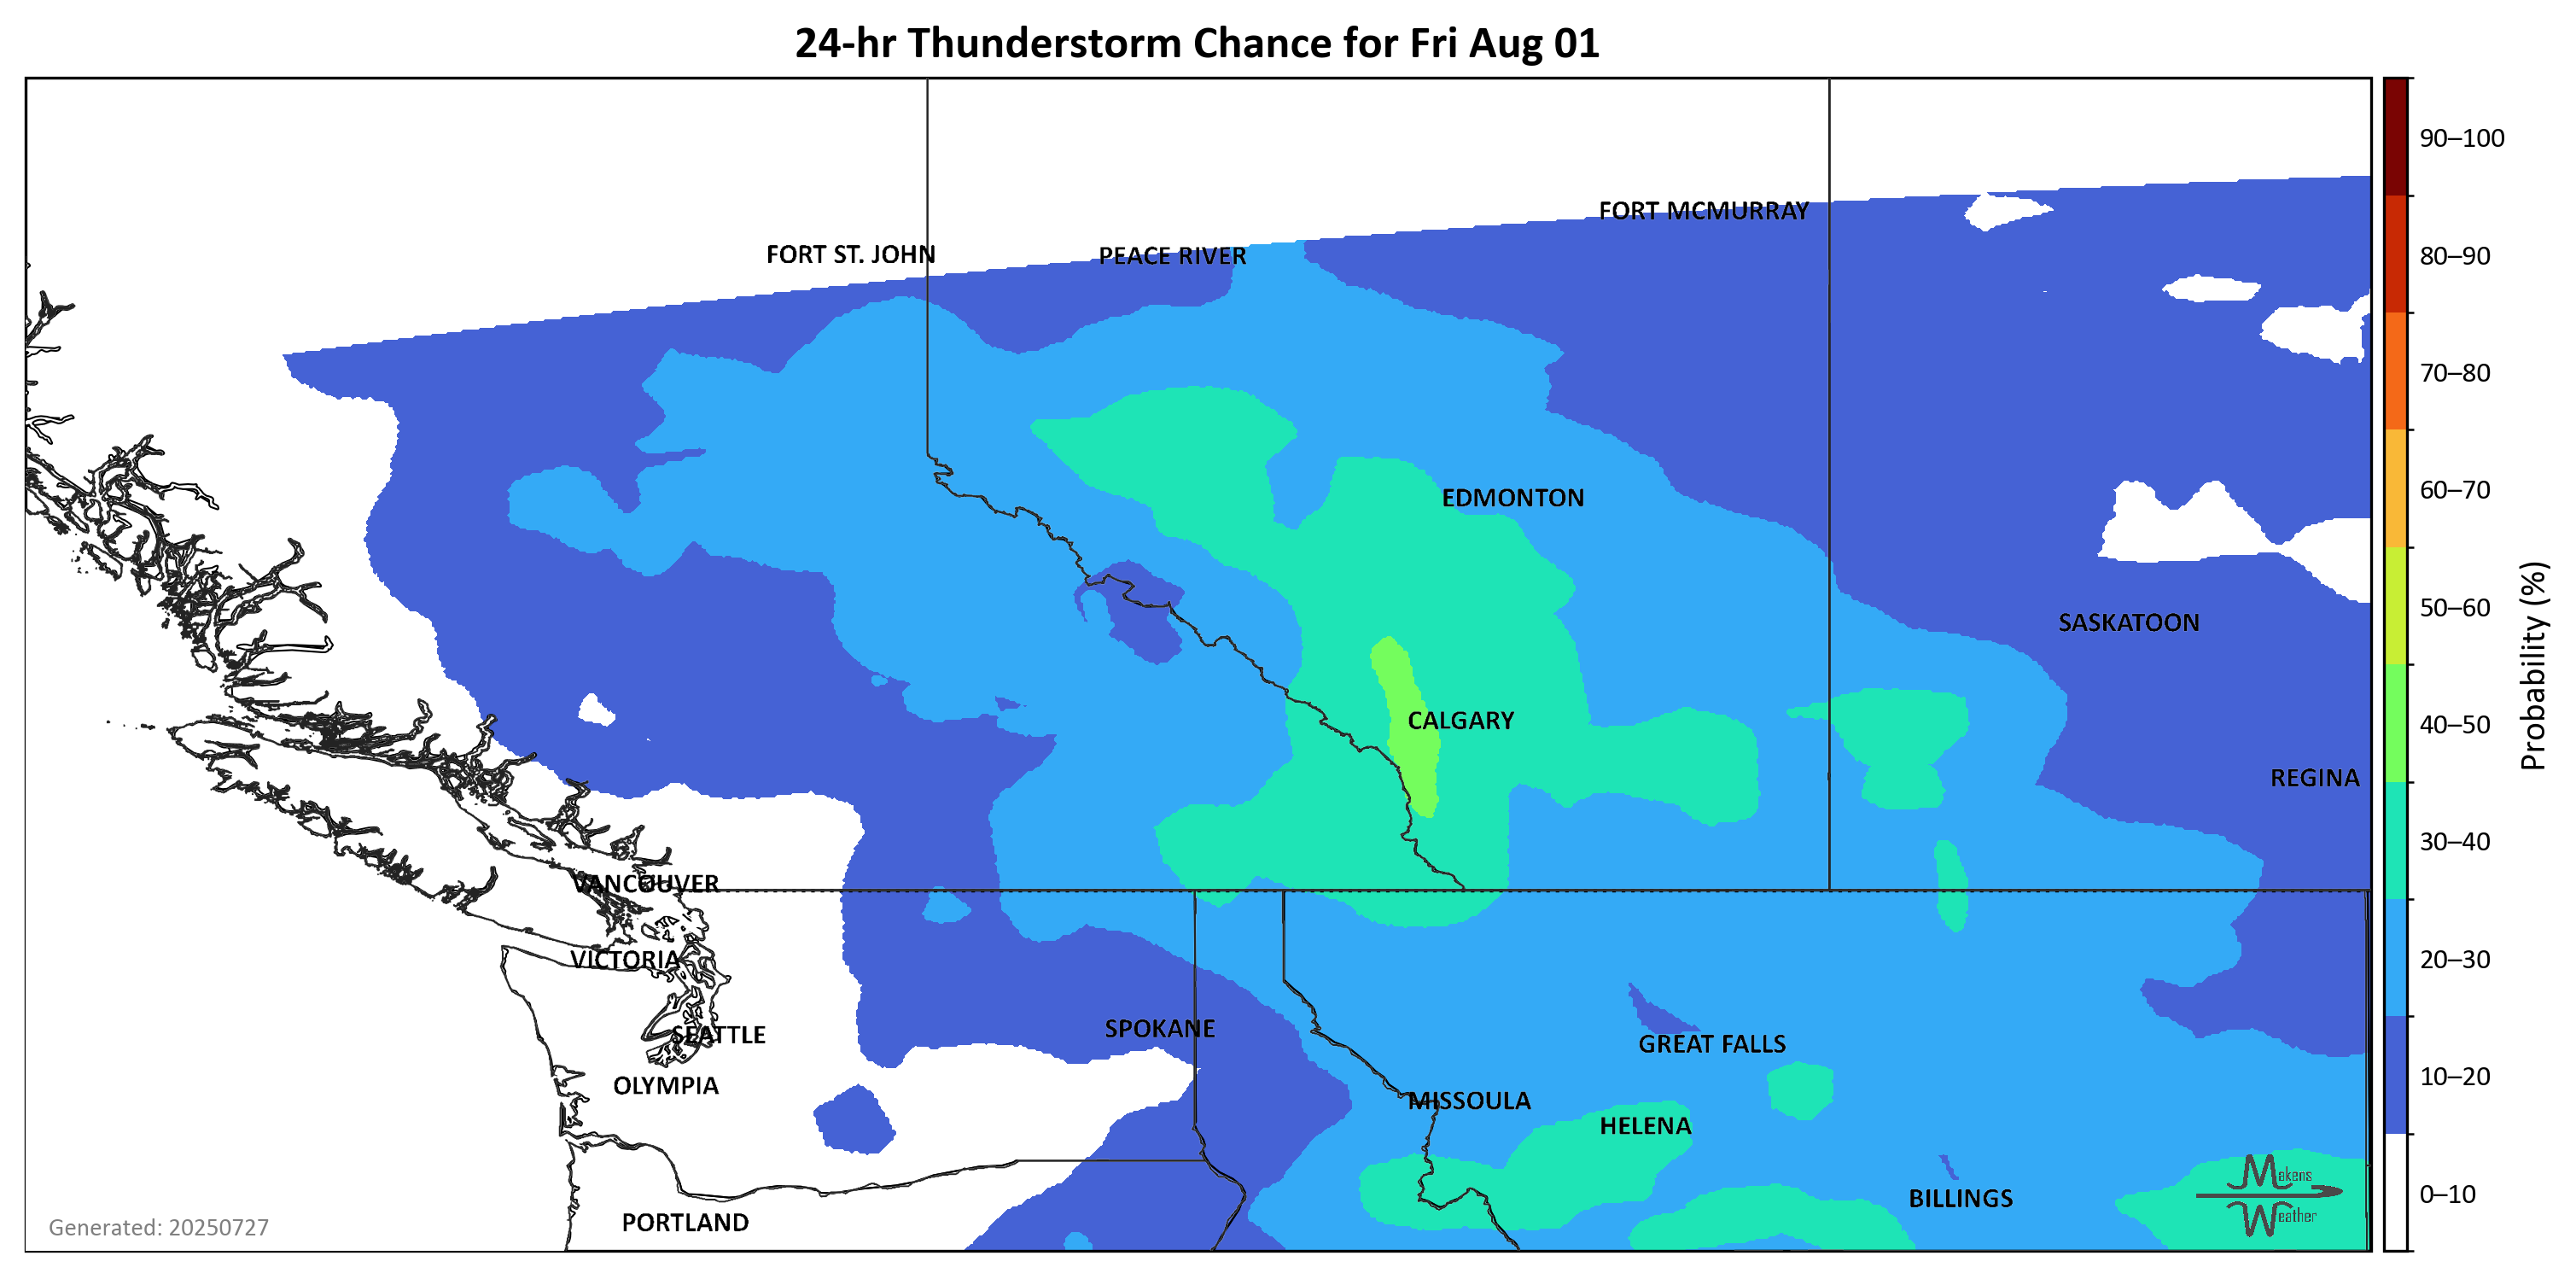 24-hr Thunderstorm Chance for Fri Aug 01
FORT MCMURRAY
FORT ST. JOHN
PEACE RIVER
EDMONTON
SASKATOON
CALGARY
REGINA
VANCOUVER
VICTORIA
SPOKANE
SEATTLE
GREAT FALLS
OLYMPIA
MISSOULA
HELENA
BILLINGS
PORTLAND
Makens
Weather
Generated: 20250727
90–100
80–90
70–80
60–70
50–60
40–50
30–40
20–30
10–20
0–10
Probability (%)